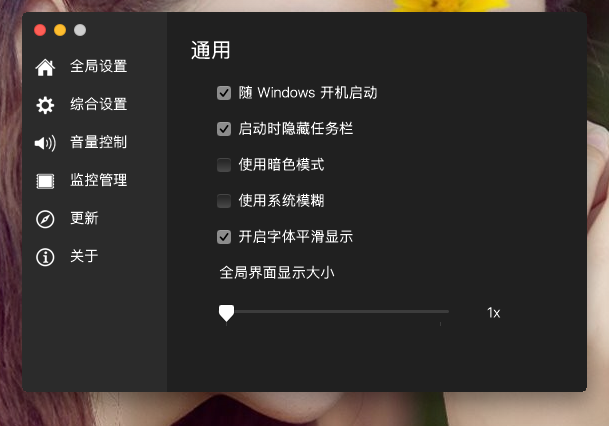 全局设置
综合设置
音量控制
监控管理
更新
关于
通用
随 Windows 开机启动
启动时隐藏任务栏
使用暗色模式
使用系统模糊
开启字体平滑显示
全局界面显示大小
1x